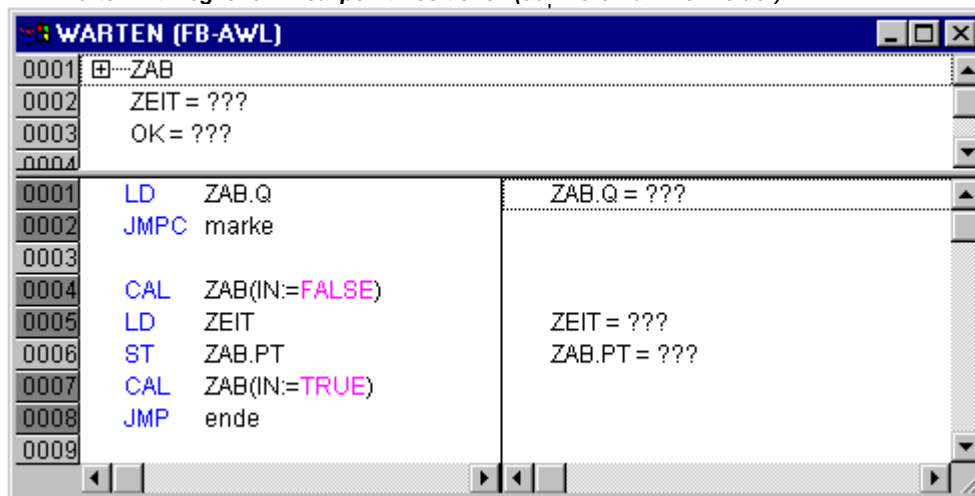 WARTEN (FB-AWL)
0001 ZAB
0002 ZEIT = ???
0003 OK = ???
0004
0001 LD ZAB.Q ZAB.Q = ???
0002 JMPC marke
0003
0004 CAL ZAB(IN:=FALSE)
0005 LD ZEIT ZEIT = ???
0006 ST ZAB.PT ZAB.PT = ???
0007 CAL ZAB(IN:=TRUE)
0008 JMP ende
0009